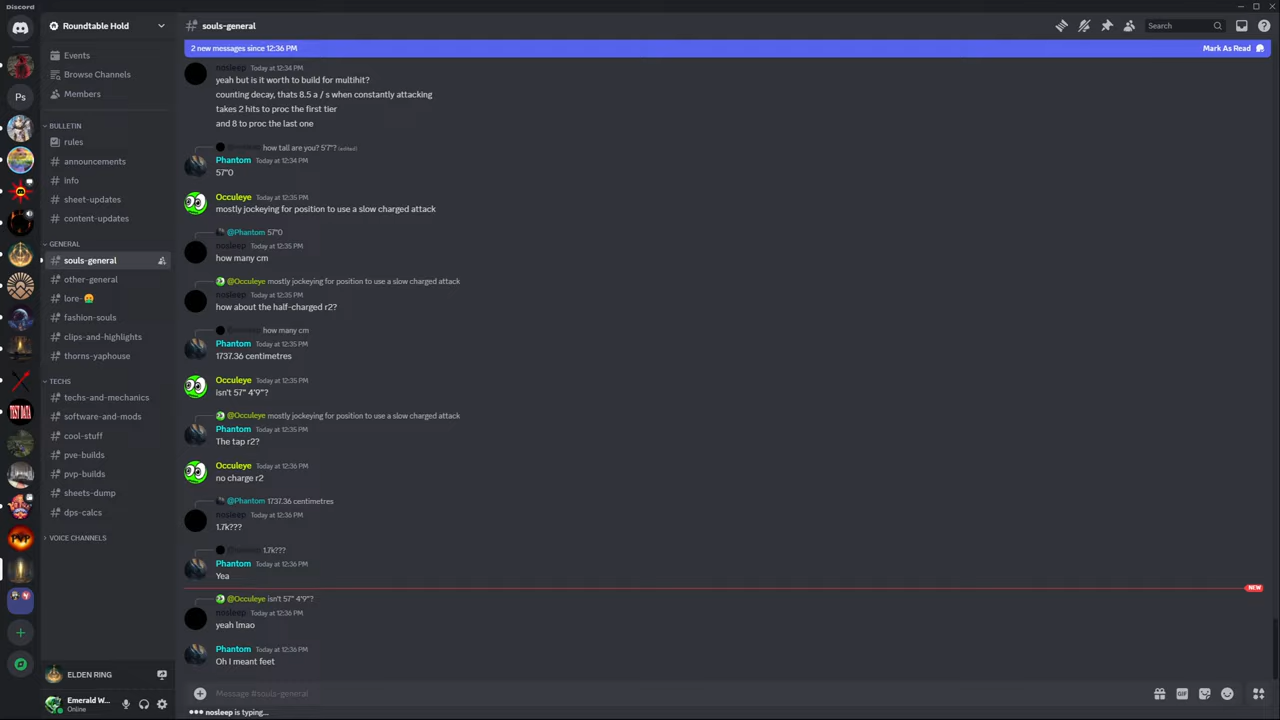 Discord
Roundtable Hold
souls-general
Search
2 new messages since 12:36 PM
Mark As Read
Events
Browse Channels
Members
BULLETIN
rules
announcements
info
sheet-updates
content-updates
GENERAL
souls-general
other-general
lore-🤮
fashion-souls
clips-and-highlights
thorns-yaphouse
TECHS
techs-and-mechanics
software-and-mods
cool-stuff
pve-builds
pvp-builds
sheets-dump
dps-calcs
VOICE CHANNELS
Ps
TEST DATA
ELDEN RING
Emerald W...
Online
nosleep Today at 12:34 PM
yeah but is it worth to build for multihit?
counting decay, thats 8.5 a / s when constantly attacking
takes 2 hits to proc the first tier
and 8 to proc the last one
how tall are you? 5'7"? (edited)
Phantom Today at 12:34 PM
57"0
Occuleye Today at 12:35 PM
mostly jockeying for position to use a slow charged attack
@Phantom 57"0
nosleep Today at 12:35 PM
how many cm
@Occuleye mostly jockeying for position to use a slow charged attack
nosleep Today at 12:35 PM
how about the half-charged r2?
how many cm
Phantom Today at 12:35 PM
1737.36 centimetres
Occuleye Today at 12:35 PM
isn't 57" 4'9"?
@Occuleye mostly jockeying for position to use a slow charged attack
Phantom Today at 12:35 PM
The tap r2?
Occuleye Today at 12:36 PM
no charge r2
@Phantom 1737.36 centimetres
nosleep Today at 12:36 PM
1.7k???
1.7k???
Phantom Today at 12:36 PM
Yea
NEW
@Occuleye isn't 57" 4'9"?
nosleep Today at 12:36 PM
yeah lmao
Phantom Today at 12:36 PM
Oh I meant feet
Message #souls-general
GIF
nosleep is typing...